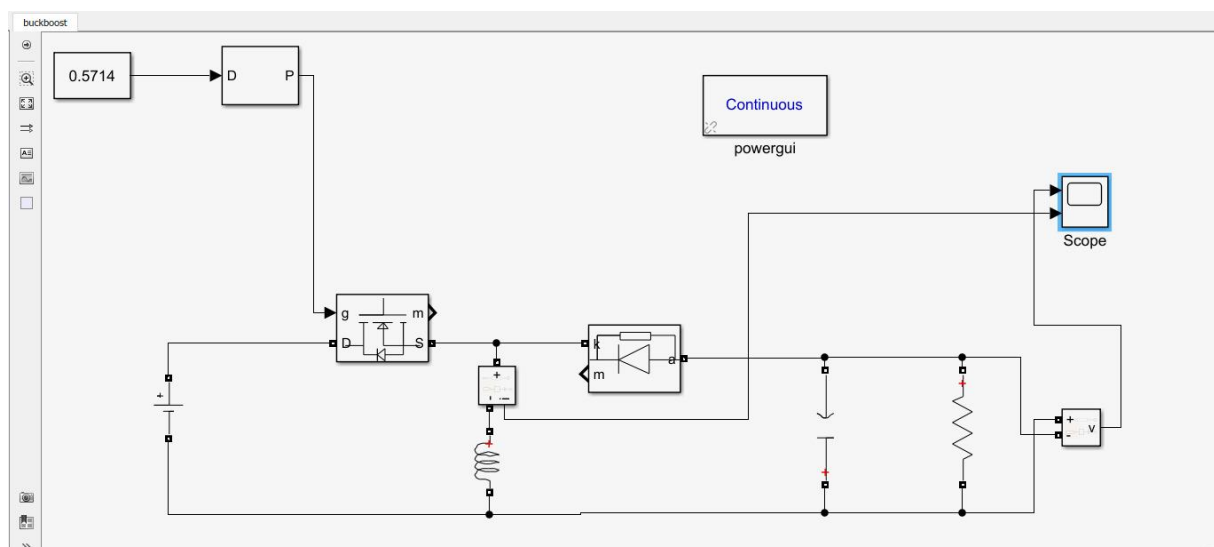 buckboost
0.5714
D P
Continuous
powergui
Scope
g m
D S
k
a
m
+
-
i
+
+
-
v